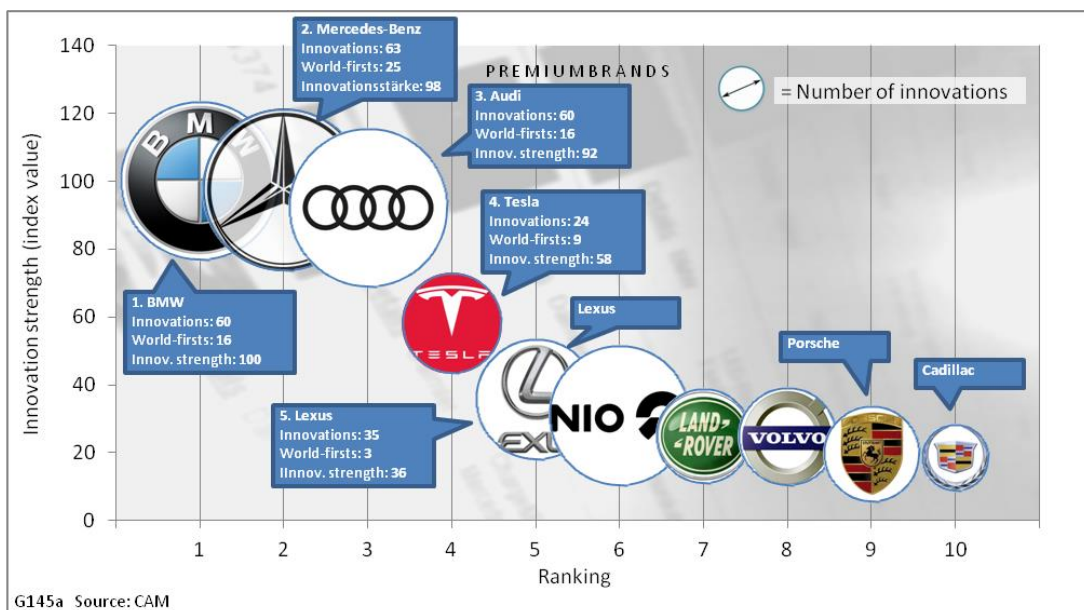 Innovation strength (index value)
140
120
100
80
60
40
20
0
PREMIUMBRANDS
= Number of innovations
2. Mercedes-Benz
Innovations: 63
World-firsts: 25
Innovationsstärke: 98
3. Audi
Innovations: 60
World-firsts: 16
Innov. strength: 92
4. Tesla
Innovations: 24
World-firsts: 9
Innov. strength: 58
1. BMW
Innovations: 60
World-firsts: 16
Innov. strength: 100
5. Lexus
Innovations: 35
World-firsts: 3
IInnov. strength: 36
Lexus
Porsche
Cadillac
BMW
TESLA
EXU
NIO
LAND-
-ROVER
VOLVO
1 2 3 4 5 6 7 8 9 10
Ranking
G145a Source: CAM